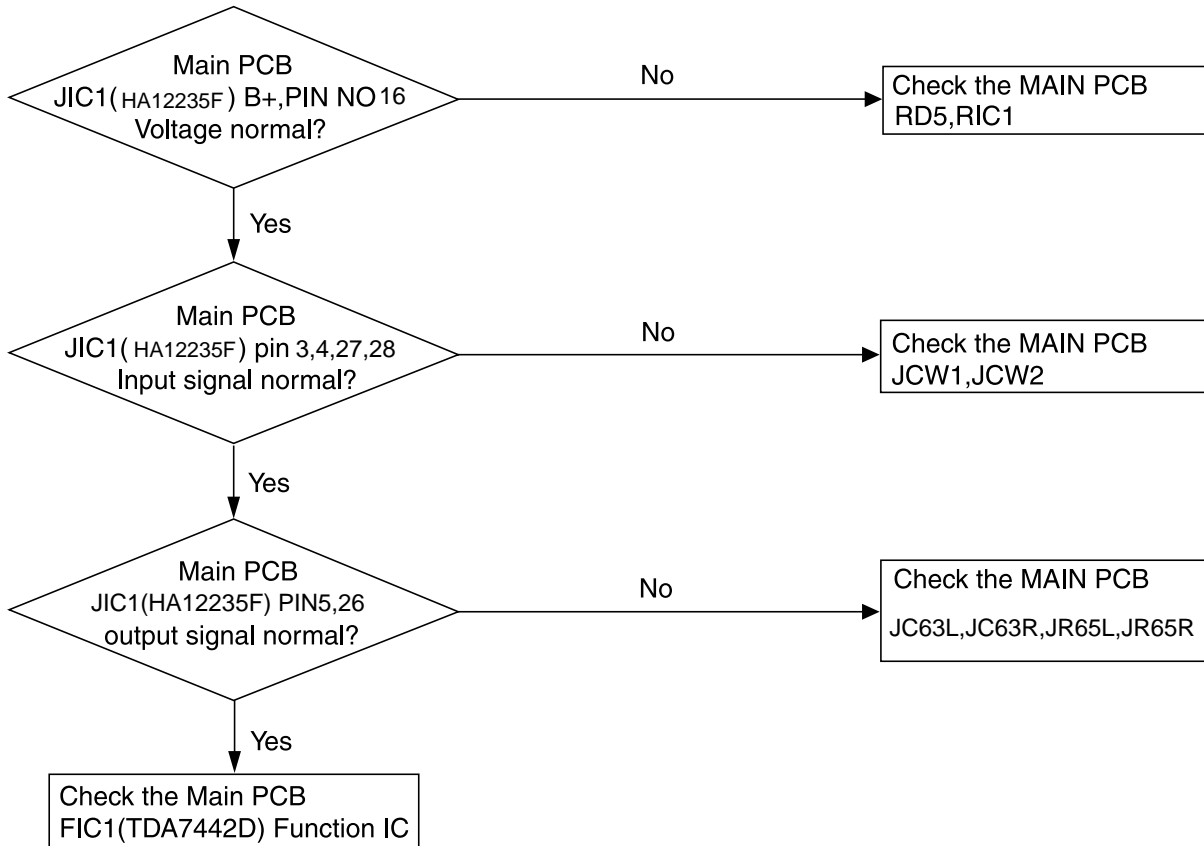 Main PCB
JIC1(HA12235F) B+,PIN NO16
Voltage normal?
No
Check the MAIN PCB
RD5,RIC1
Yes
Main PCB
JIC1(HA12235F) pin 3,4,27,28
Input signal normal?
No
Check the MAIN PCB
JCW1,JCW2
Yes
Main PCB
JIC1(HA12235F) PIN5,26
output signal normal?
No
Check the MAIN PCB
JC63L,JC63R,JR65L,JR65R
Yes
Check the Main PCB
FIC1(TDA7442D) Function IC